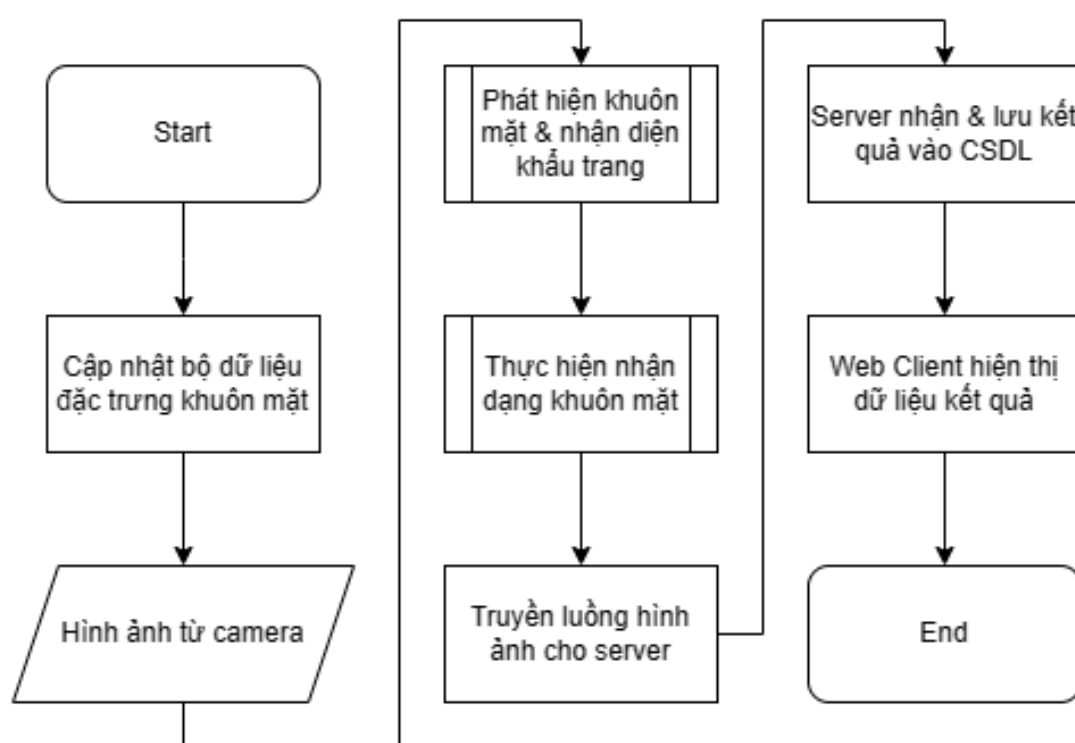 Start
Cập nhật bộ dữ liệu
đặc trưng khuôn mặt
Hình ảnh từ camera
Phát hiện khuôn
mặt & nhận diện
khẩu trang
Thực hiện nhận
dạng khuôn mặt
Truyền luồng hình
ảnh cho server
Server nhận & lưu kết
quả vào CSDL
Web Client hiện thị
dữ liệu kết quả
End